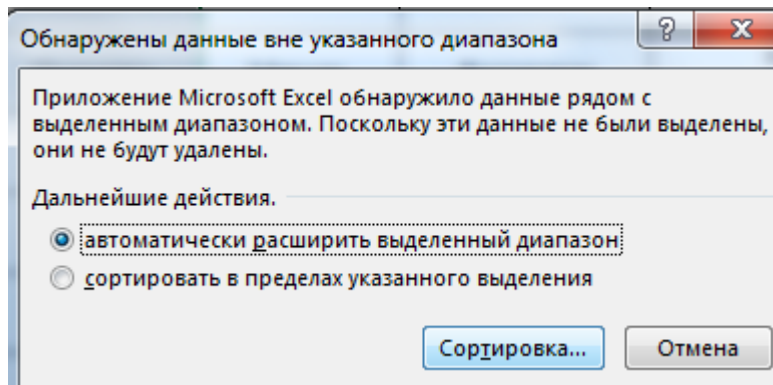 Обнаружены данные вне указанного диапазона
Приложение Microsoft Excel обнаружило данные рядом с
выделенным диапазоном. Поскольку эти данные не были выделены,
они не будут удалены.
Дальнейшие действия.
автоматически расширить выделенный диапазон
сортировать в пределах указанного выделения
Сортировка... Отмена